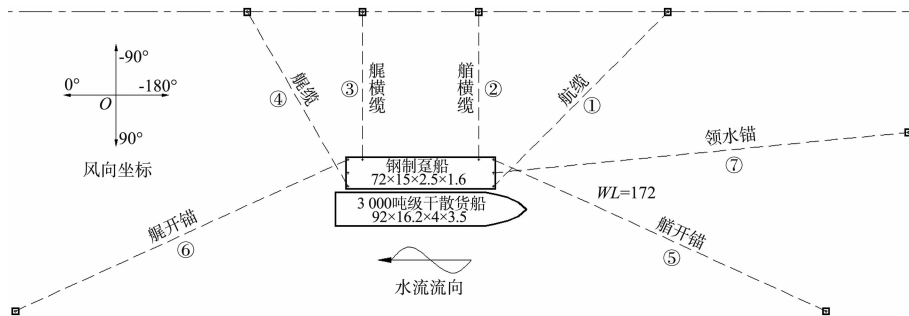 -90°
0°
-180°
O
90°
风向坐标
艉缆
④
③
艉横缆
艏横缆
②
航缆
①
领水锚
⑦
钢制趸船
72×15×2.5×1.6
WL=172
3 000吨级干散货船
92×16.2×4×3.5
艉开锚
⑥
艏开锚
⑤
水流流向